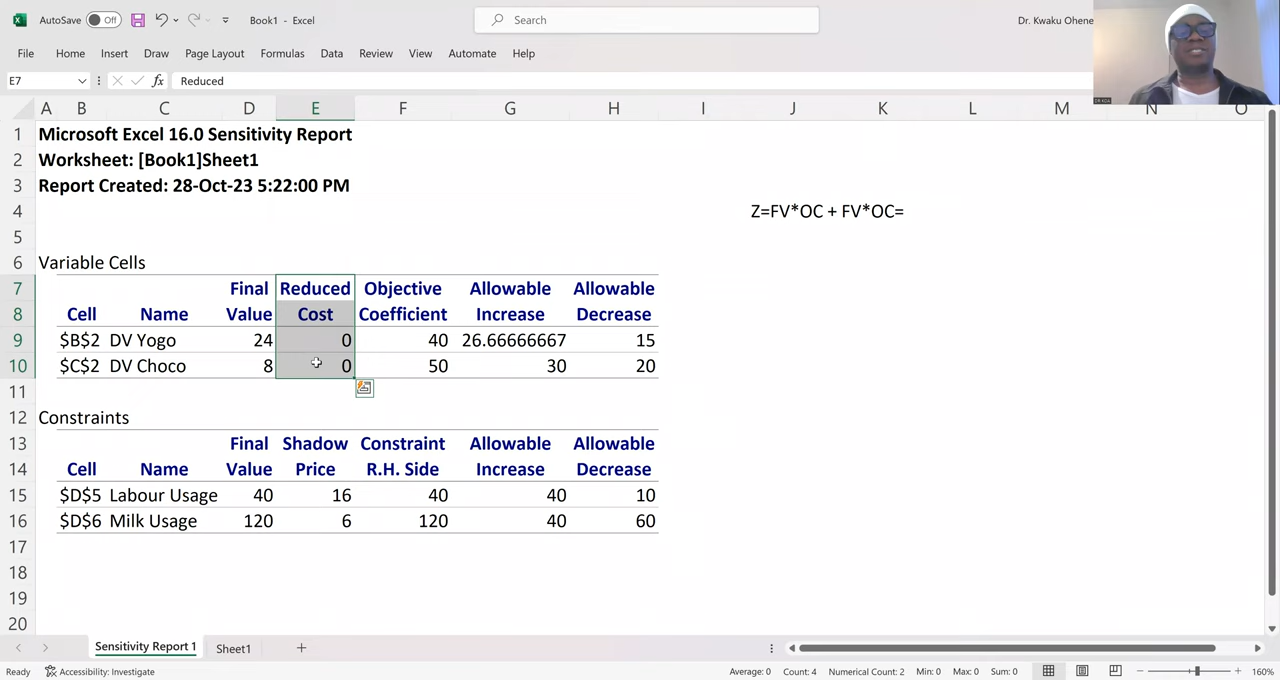 AutoSave Off Book1 - Excel Search Dr. Kwaku Ohene
File Home Insert Draw Page Layout Formulas Data Review View Automate Help
E7 fx Reduced
A B C D E F G H I J K L M N O
1 Microsoft Excel 16.0 Sensitivity Report
2 Worksheet: [Book1]Sheet1
3 Report Created: 28-Oct-23 5:22:00 PM
4 Z=FV*OC + FV*OC=
5
6 Variable Cells
7 Final Reduced Objective Allowable Allowable
8 Cell Name Value Cost Coefficient Increase Decrease
9 $B$2 DV Yogo 24 0 40 26.66666667 15
10 $C$2 DV Choco 8 0 50 30 20
11
12 Constraints
13 Final Shadow Constraint Allowable Allowable
14 Cell Name Value Price R.H. Side Increase Decrease
15 $D$5 Labour Usage 40 16 40 40 10
16 $D$6 Milk Usage 120 6 120 40 60
17
18
19
20
Sensitivity Report 1 Sheet1
Ready Accessibility: Investigate Average: 0 Count: 4 Numerical Count: 2 Min: 0 Max: 0 Sum: 0 160%